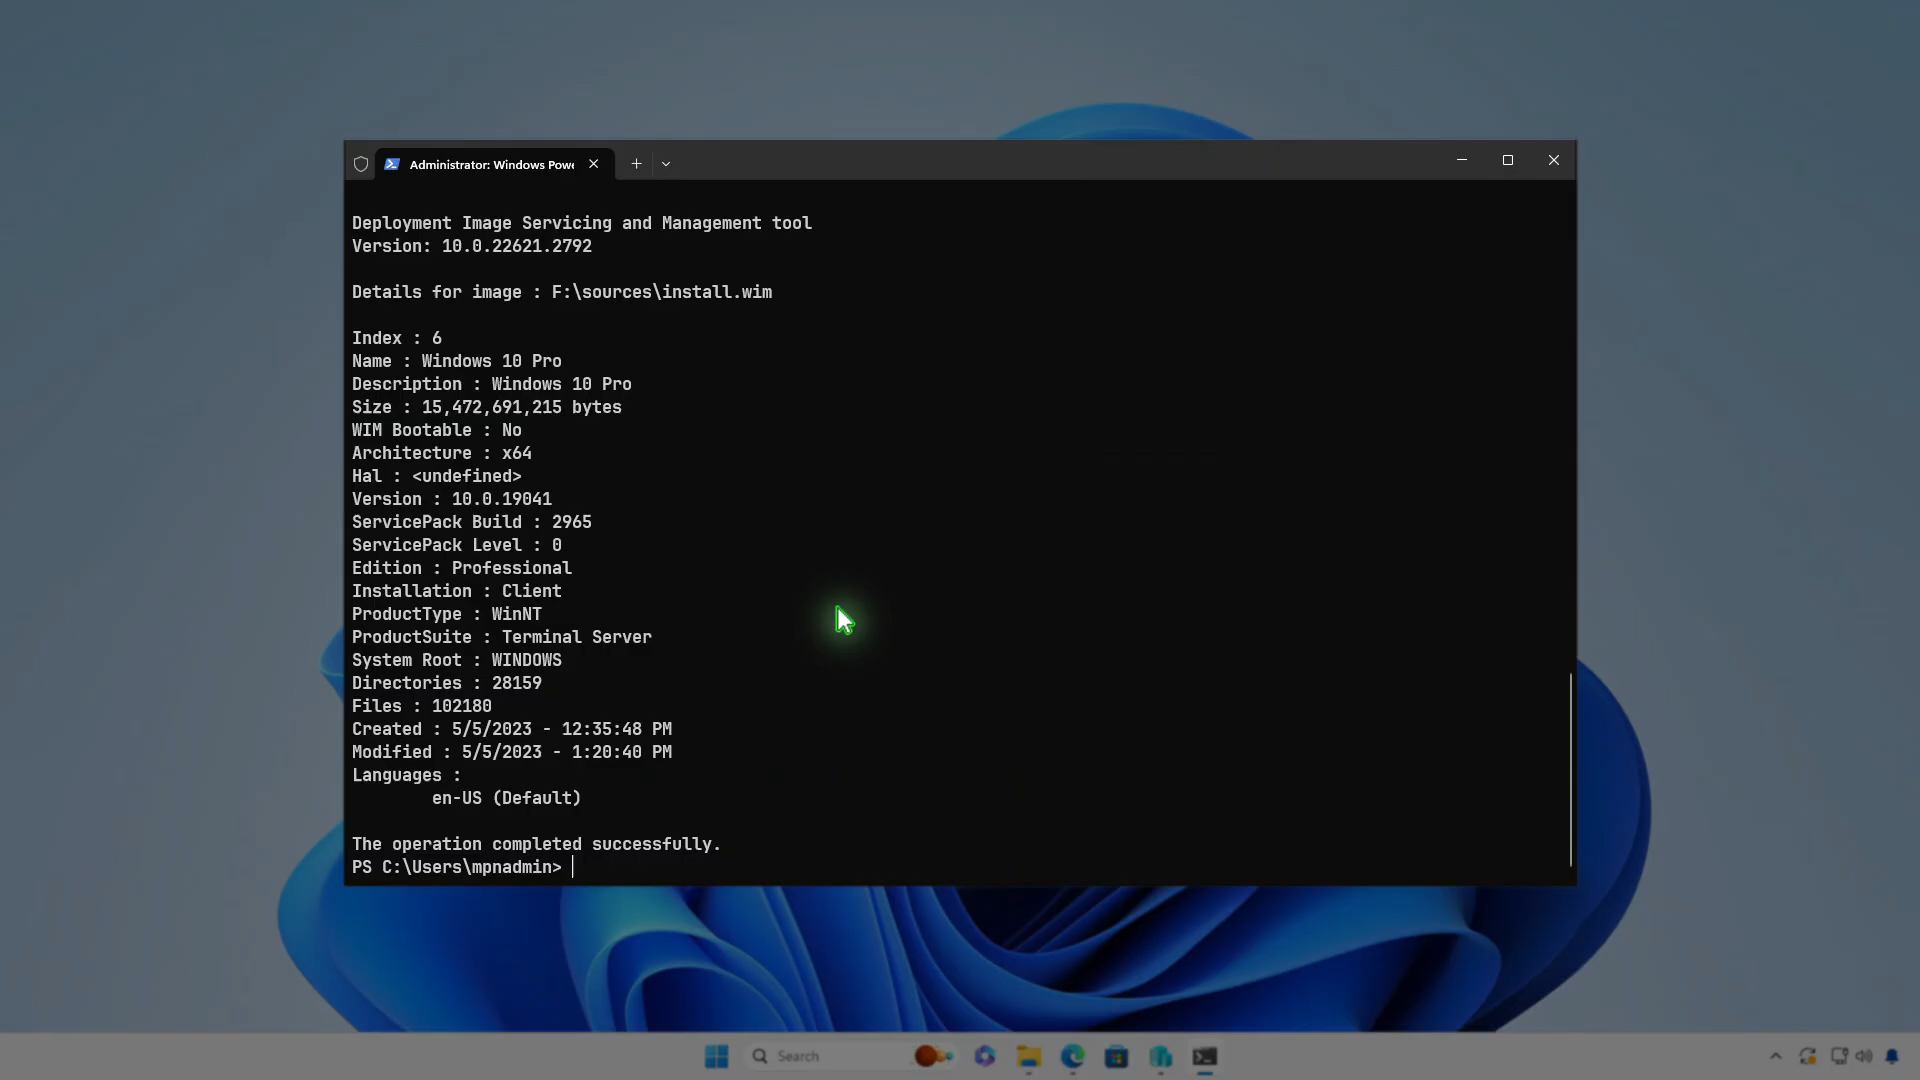 Administrator: Windows Powe
Deployment Image Servicing and Management tool
Version: 10.0.22621.2792
Details for image : F:\sources\install.wim
Index : 6
Name : Windows 10 Pro
Description : Windows 10 Pro
Size : 15,472,691,215 bytes
WIM Bootable : No
Architecture : x64
Hal : <undefined>
Version : 10.0.19041
ServicePack Build : 2965
ServicePack Level : 0
Edition : Professional
Installation : Client
ProductType : WinNT
ProductSuite : Terminal Server
System Root : WINDOWS
Directories : 28159
Files : 102180
Created : 5/5/2023 - 12:35:48 PM
Modified : 5/5/2023 - 1:20:40 PM
Languages :
en-US (Default)
The operation completed successfully.
PS C:\Users\mpnadmin>
Search